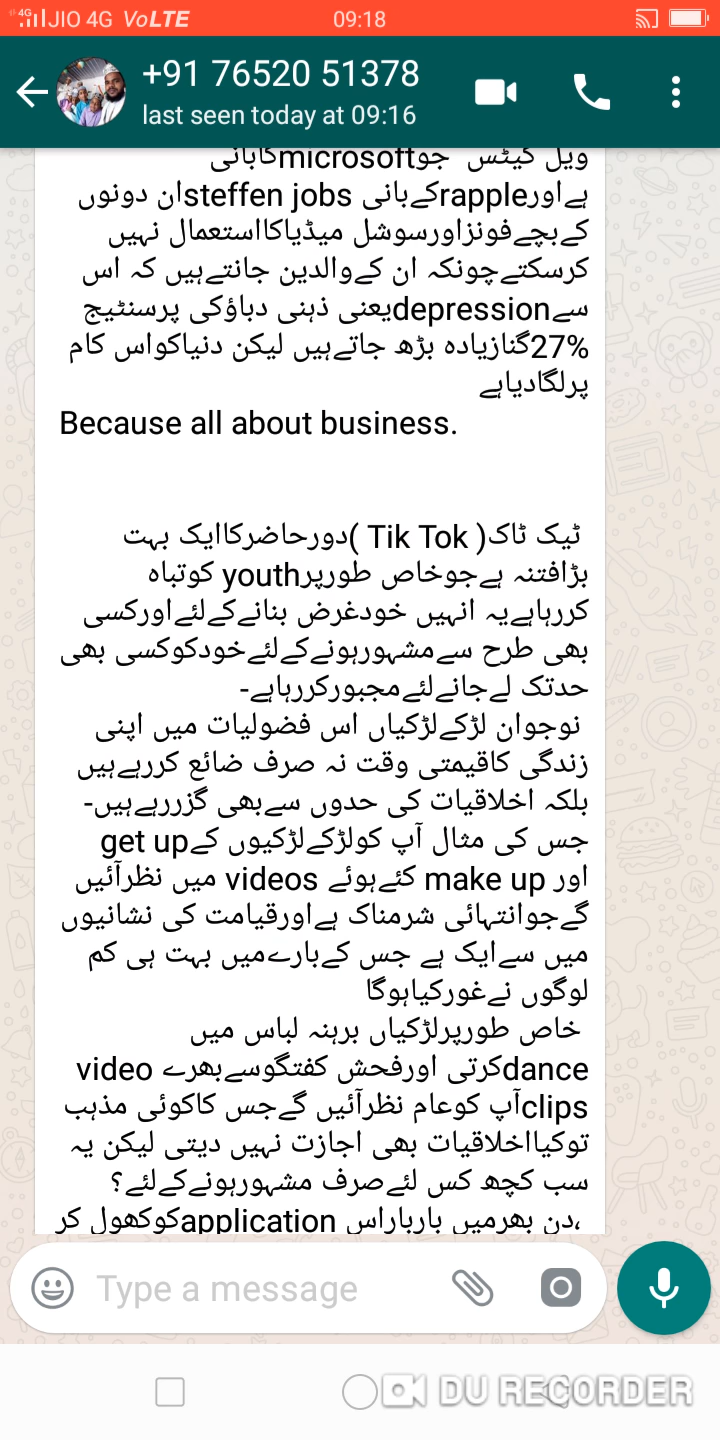 4G JIO 4G VoLTE 09:18
+91 76520 51378
last seen today at 09:16
ویل کیٹس جوmicrosoftکابانی
ہےاورrappleکےبانی steffen jobsان دونوں
کےبچےفونزاورسوشل میڈیاکااستعمال نہیں
کرسکتےچونکہ ان کےوالدین جانتےہیں کہ اس
سےdepressionیعنی ذہنی دباؤکی پرسنٹیج
27%گنازیادہ بڑھ جاتےہیں لیکن دنیاکواس کام
پرلگادیاہے
Because all about business.
ٹیک ٹاک( Tik Tok )دورحاضرکاایک بہت
بڑافتنہ ہےجوخاص طورپرyouth کوتباہ
کررہاہےیہ انہیں خودغرض بنانےکےلئےاورکسی
بھی طرح سےمشہورہونےکےلئےخودکوکسی بھی
حدتک لےجانےلئےمجبورکررہاہے-
نوجوان لڑکےلڑکیاں اس فضولیات میں اپنی
زندگی کاقیمتی وقت نہ صرف ضائع کررہےہیں
بلکہ اخلاقیات کی حدوں سےبھی گزررہےہیں-
جس کی مثال آپ کولڑکےلڑکیوں کےget up
اور make up کئےہوئے videos میں نظرآئیں
گےجوانتہائی شرمناک ہےاورقیامت کی نشانیوں
میں سےایک ہے جس کےبارےمیں بہت ہی کم
لوگوں نےغورکیاہوگا
خاص طورپرلڑکیاں برہنہ لباس میں
danceکرتی اورفحش کفتگوسےبھرے video
clipsآپ کوعام نظرآئیں گےجس کاکوئی مذہب
توکیااخلاقیات بھی اجازت نہیں دیتی لیکن یہ
سب کچھ کس لئےصرف مشہورہونےکےلئے؟
،دن بھرمیں بارباراس applicationکوکھول کر
Type a message
DU RECORDER